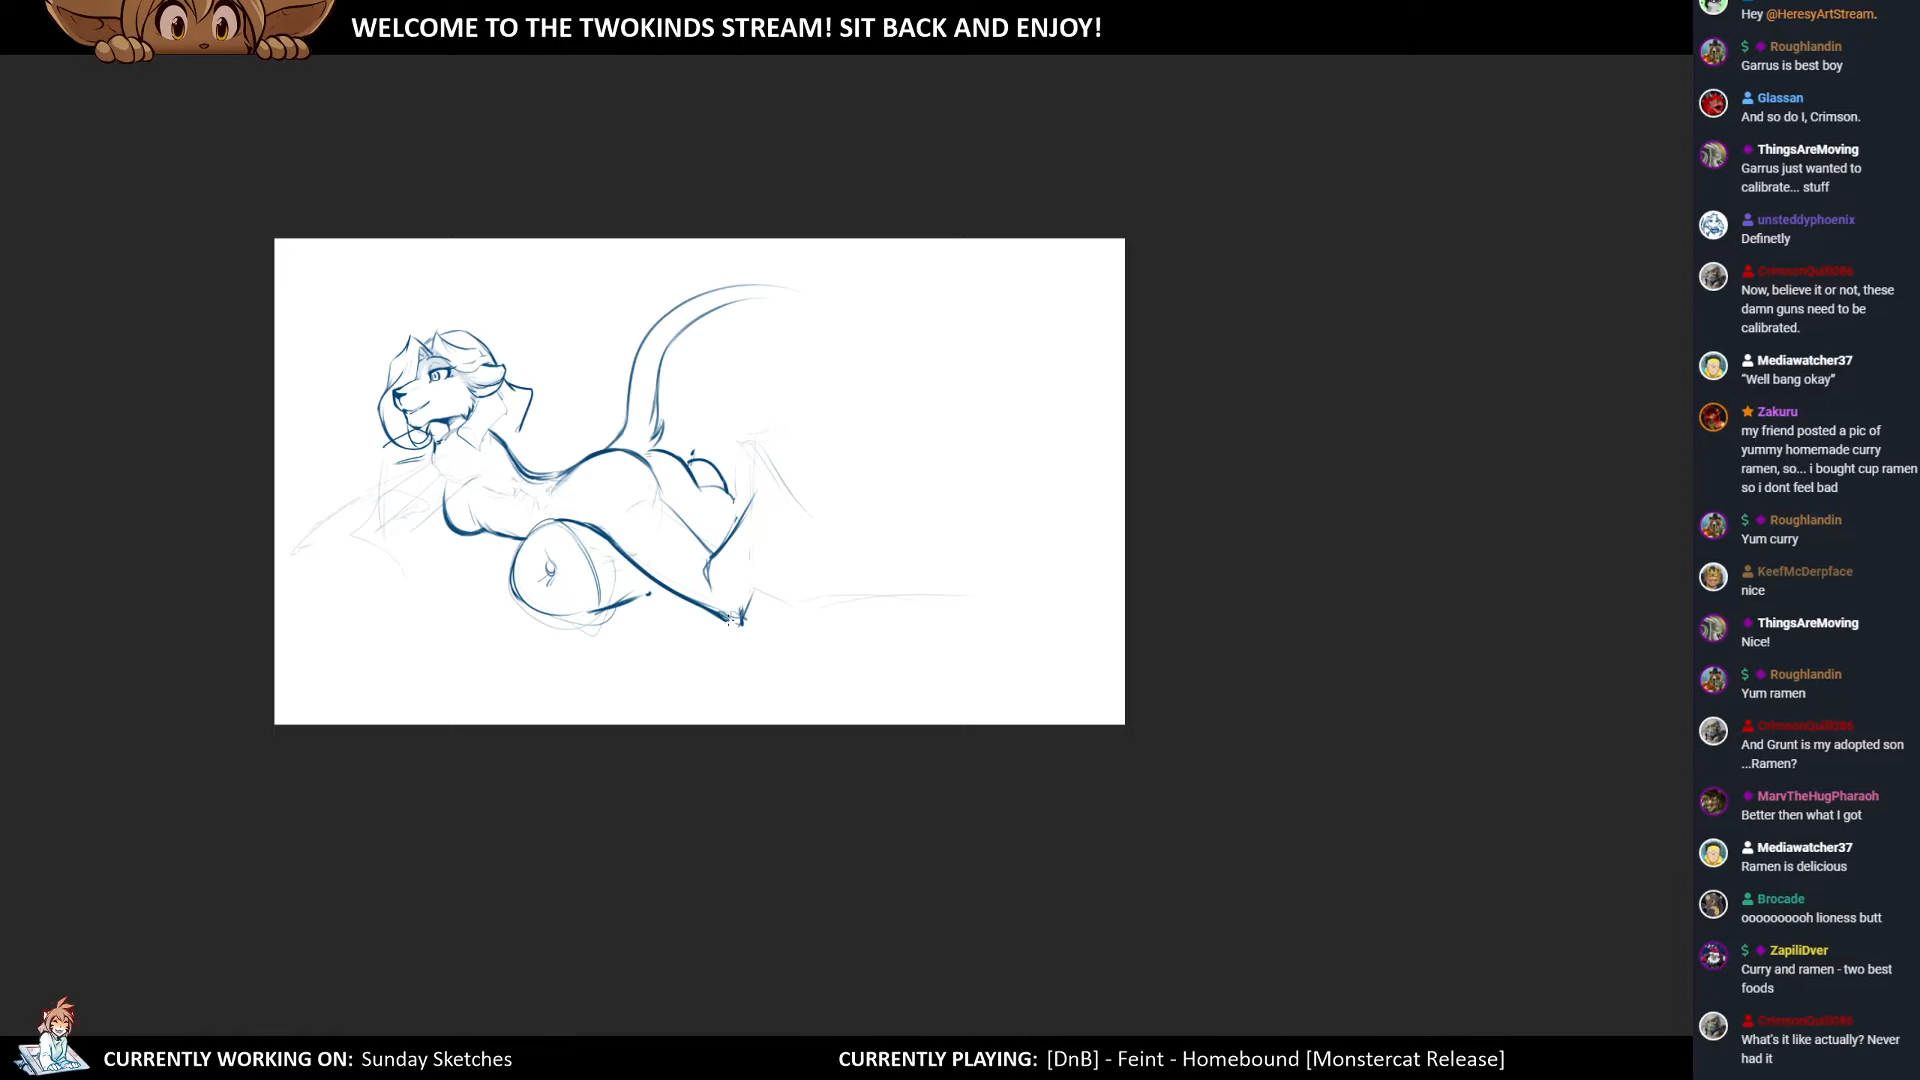 WELCOME TO THE TWOKINDS STREAM! SIT BACK AND ENJOY!
Hey @HeresyArtStream.
$ Roughlandin
Garrus is best boy
Glassan
And so do I, Crimson.
ThingsAreMoving
Garrus just wanted to
calibrate... stuff
unsteddyphoenix
Definetly
CrimsonQuill086
Now, believe it or not, these
damn guns need to be
calibrated.
Mediawatcher37
“Well bang okay”
Zakuru
my friend posted a pic of
yummy homemade curry
ramen, so... i bought cup ramen
so i dont feel bad
$ Roughlandin
Yum curry
KeefMcDerpface
nice
ThingsAreMoving
Nice!
$ Roughlandin
Yum ramen
CrimsonQuill086
And Grunt is my adopted son
...Ramen?
MarvTheHugPharaoh
Better then what I got
Mediawatcher37
Ramen is delicious
Brocade
oooooooooh lioness butt
$ ZapiliDver
Curry and ramen - two best
foods
CrimsonQuill086
What's it like actually? Never
had it
CURRENTLY WORKING ON: Sunday Sketches
CURRENTLY PLAYING: [DnB] - Feint - Homebound [Monstercat Release]